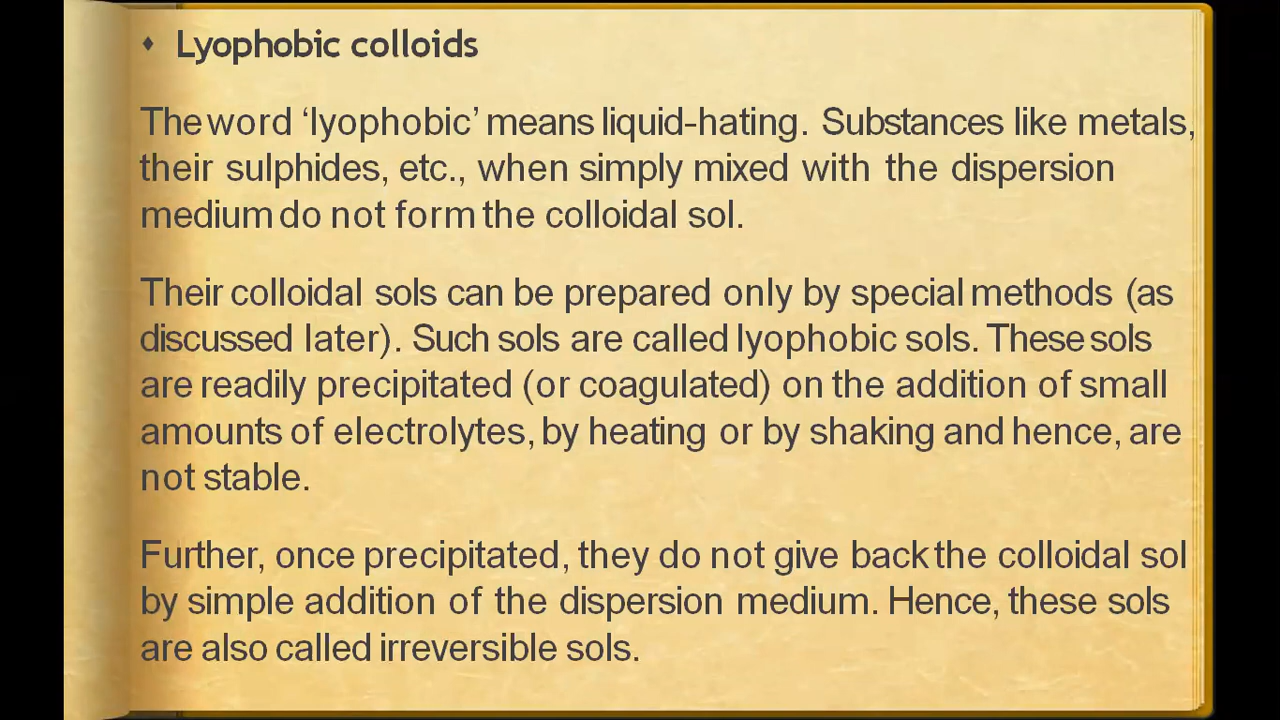 ♦ Lyophobic colloids
The word ‘lyophobic’ means liquid-hating. Substances like metals,
their sulphides, etc., when simply mixed with the dispersion
medium do not form the colloidal sol.
Their colloidal sols can be prepared only by special methods (as
discussed later). Such sols are called lyophobic sols. These sols
are readily precipitated (or coagulated) on the addition of small
amounts of electrolytes, by heating or by shaking and hence, are
not stable.
Further, once precipitated, they do not give back the colloidal sol
by simple addition of the dispersion medium. Hence, these sols
are also called irreversible sols.